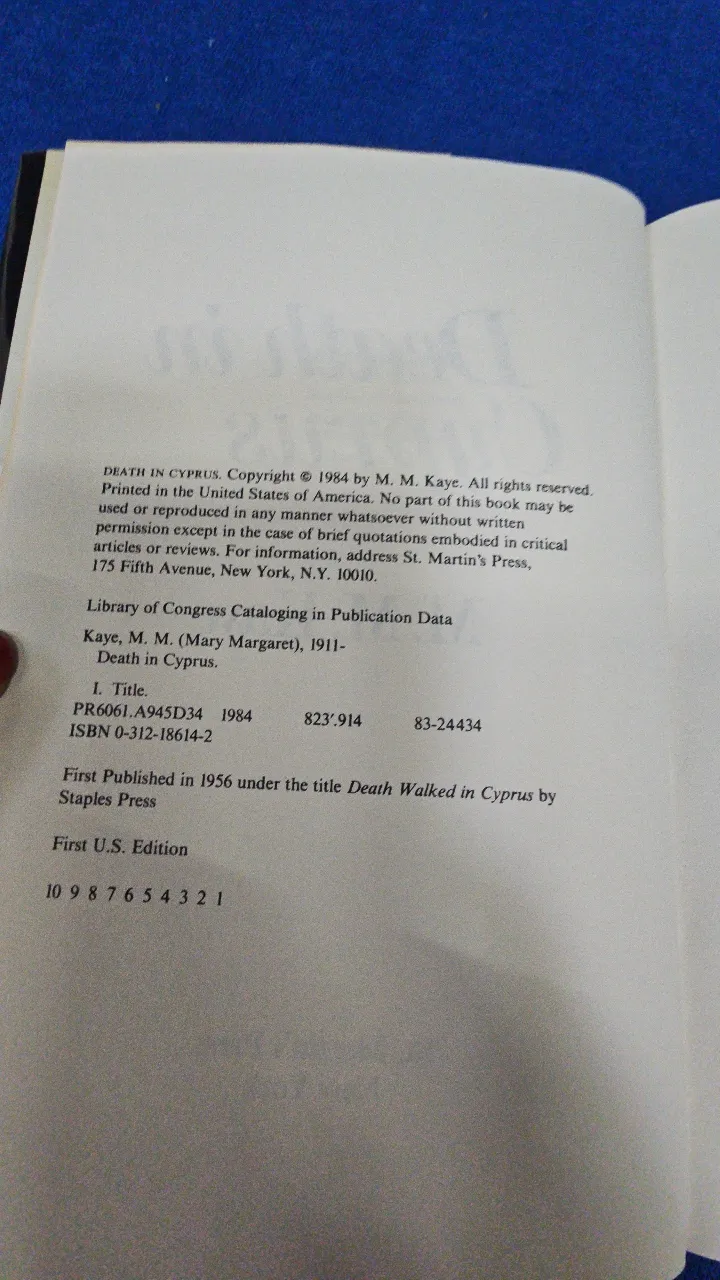 DEATH IN CYPRUS. Copyright © 1984 by M. M. Kaye. All rights reserved.
Printed in the United States of America. No part of this book may be
used or reproduced in any manner whatsoever without written
permission except in the case of brief quotations embodied in critical
articles or reviews. For information, address St. Martin's Press,
175 Fifth Avenue, New York, N.Y. 10010.
Library of Congress Cataloging in Publication Data
Kaye, M. M. (Mary Margaret), 1911-
Death in Cyprus.
I. Title.
PR6061.A945D34 1984 823'.914 83-24434
ISBN 0-312-18614-2
First Published in 1956 under the title Death Walked in Cyprus by
Staples Press
First U.S. Edition
10 9 8 7 6 5 4 3 2 1